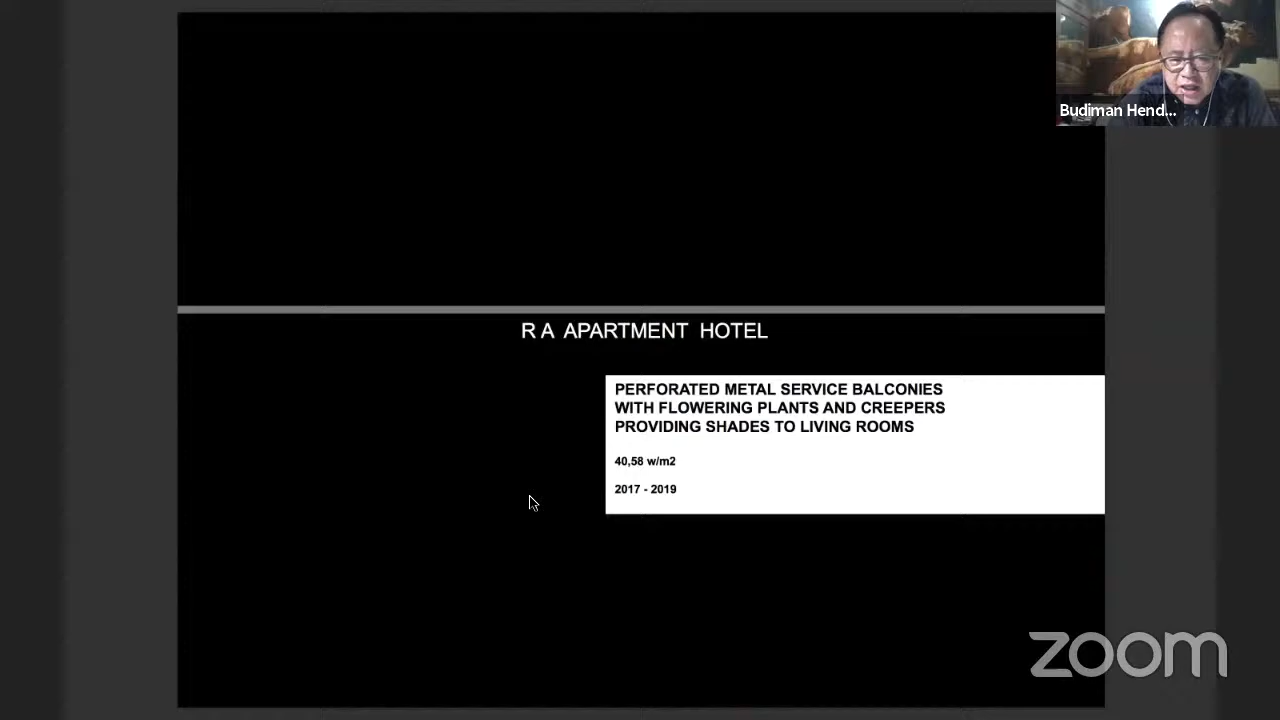 Budiman Hend...
R A APARTMENT HOTEL
PERFORATED METAL SERVICE BALCONIES
WITH FLOWERING PLANTS AND CREEPERS
PROVIDING SHADES TO LIVING ROOMS
40,58 w/m2
2017 - 2019
zoom